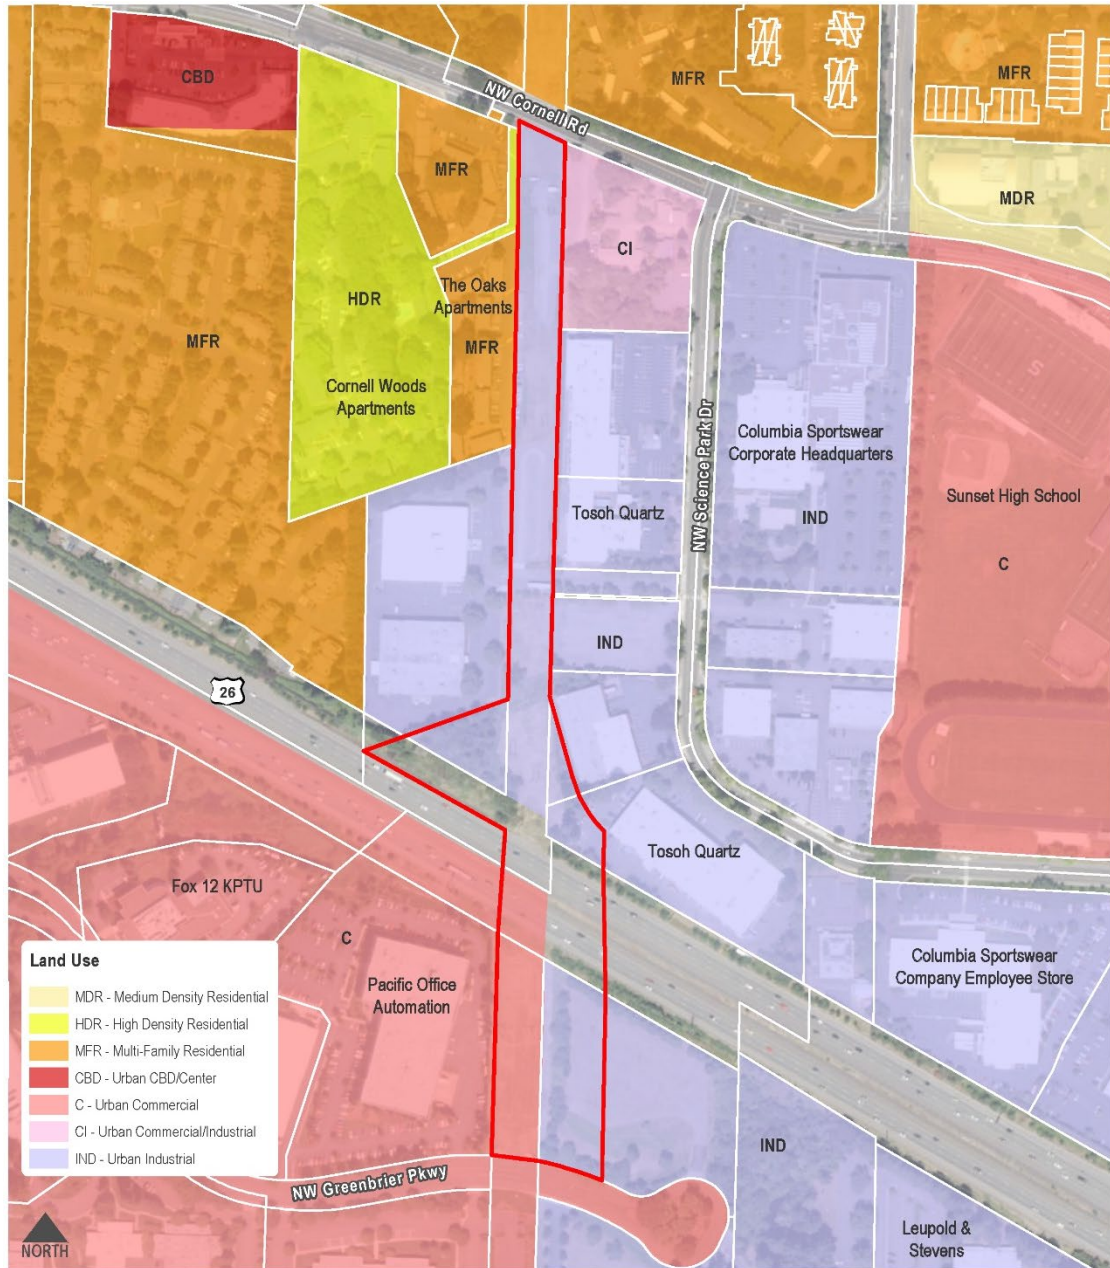 CBD
NW Cornell Rd
MFR
MFR
MFR
MDR
CI
HDR
The Oaks
Apartments
MFR
MFR
Cornell Woods
Apartments
NW Science Park Dr
Columbia Sportswear
Corporate Headquarters
IND
Sunset High School
C
S
Tosoh Quartz
IND
26
Tosoh Quartz
Fox 12 KPTU
C
Pacific Office
Automation
Columbia Sportswear
Company Employee Store
IND
NW Greenbrier Pkwy
Leupold &
Stevens
Land Use
MDR - Medium Density Residential
HDR - High Density Residential
MFR - Multi-Family Residential
CBD - Urban CBD/Center
C - Urban Commercial
CI - Urban Commercial/Industrial
IND - Urban Industrial
NORTH